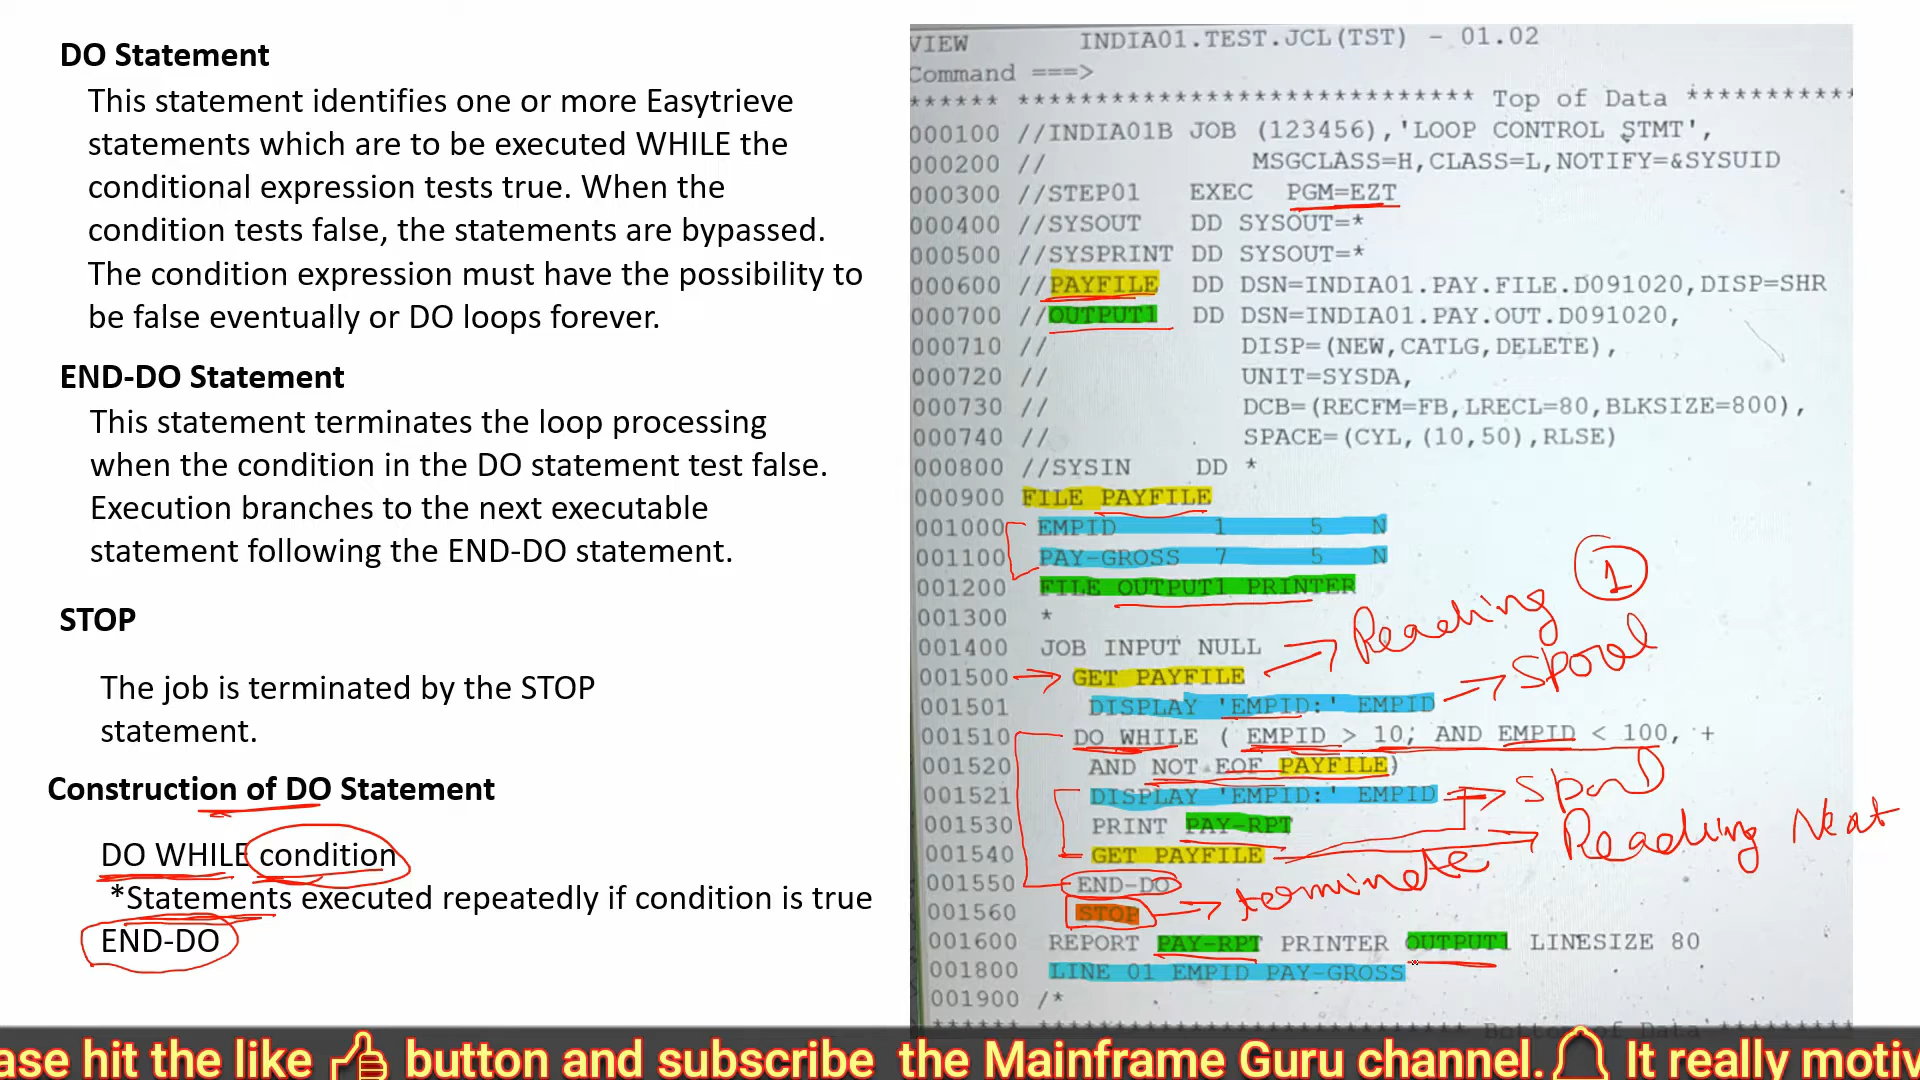 DO Statement
This statement identifies one or more Easytrieve
statements which are to be executed WHILE the
conditional expression tests true. When the
condition tests false, the statements are bypassed.
The condition expression must have the possibility to
be false eventually or DO loops forever.
END-DO Statement
This statement terminates the loop processing
when the condition in the DO statement test false.
Execution branches to the next executable
statement following the END-DO statement.
STOP
The job is terminated by the STOP
statement.
Construction of DO Statement
DO WHILE condition
*Statements executed repeatedly if condition is true
END-DO
VIEW INDIA01.TEST.JCL(TST) - 01.02
Command ===>
****** ***************************** Top of Data ***********
000100 //INDIA01B JOB (123456),'LOOP CONTROL STMT',
000200 // MSGCLASS=H,CLASS=L,NOTIFY=&SYSUID
000300 //STEP01 EXEC PGM=EZT
000400 //SYSOUT DD SYSOUT=*
000500 //SYSPRINT DD SYSOUT=*
000600 //PAYFILE DD DSN=INDIA01.PAY.FILE.D091020,DISP=SHR
000700 //OUTPUT1 DD DSN=INDIA01.PAY.OUT.D091020,
000710 // DISP=(NEW,CATLG,DELETE),
000720 // UNIT=SYSDA,
000730 // DCB=(RECFM=FB,LRECL=80,BLKSIZE=800),
000740 // SPACE=(CYL,(10,50),RLSE)
000800 //SYSIN DD *
000900 FILE PAYFILE
001000 EMPID 1 5 N
001100 PAY-GROSS 7 5 N
001200 FILE OUTPUT1 PRINTER
001300 *
001400 JOB INPUT NULL
Reading 1
001500 GET PAYFILE
001501 DISPLAY 'EMPID:' EMPID
Spool
001510 DO WHILE ( EMPID > 10; AND EMPID < 100, +
001520 AND NOT EOF PAYFILE)
001521 DISPLAY 'EMPID:' EMPID
001530 PRINT PAY-RPT
001540 GET PAYFILE
Reading Next
001550 END-DO
001560 STOP
terminate
001600 REPORT PAY-RPT PRINTER OUTPUT1 LINESIZE 80
001800 LINE 01 EMPID PAY-GROSS
001900 /*
Bottom of Data
ase hit the like button and subscribe the Mainframe Guru channel. It really motiv